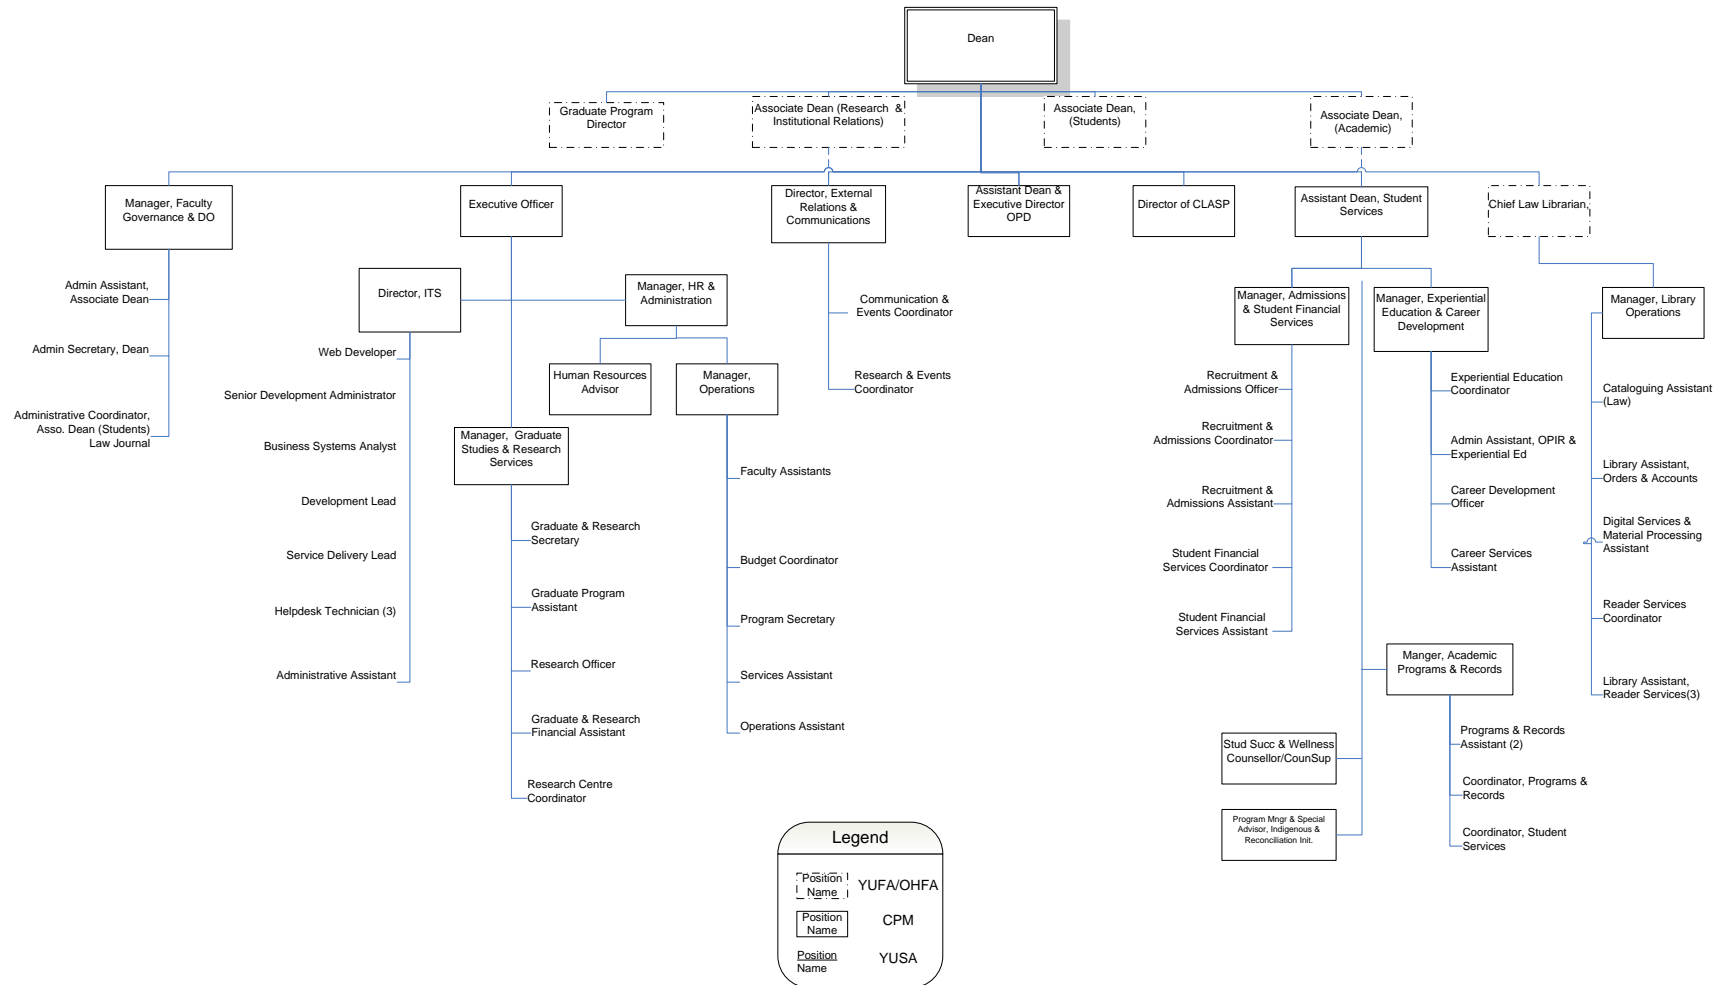 Dean
Graduate Program
Director
Associate Dean (Research &
Institutional Relations)
Associate Dean,
(Students)
Associate Dean,
(Academic)
Manager, Faculty
Governance & DO
Executive Officer
Director, External
Relations &
Communications
Assistant Dean &
Executive Director
OPD
Director of CLASP
Assistant Dean, Student
Services
Chief Law Librarian,
Admin Assistant,
Associate Dean
Admin Secretary, Dean
Administrative Coordinator,
Asso. Dean (Students)
Law Journal
Director, ITS
Web Developer
Senior Development Administrator
Business Systems Analyst
Development Lead
Service Delivery Lead
Helpdesk Technician (3)
Administrative Assistant
Manager, HR &
Administration
Human Resources
Advisor
Manager,
Operations
Manager, Graduate
Studies & Research
Services
Graduate & Research
Secretary
Graduate Program
Assistant
Research Officer
Graduate & Research
Financial Assistant
Research Centre
Coordinator
Faculty Assistants
Budget Coordinator
Program Secretary
Services Assistant
Operations Assistant
Communication &
Events Coordinator
Research & Events
Coordinator
Manager, Admissions
& Student Financial
Services
Recruitment &
Admissions Officer
Recruitment &
Admissions Coordinator
Recruitment &
Admissions Assistant
Student Financial
Services Coordinator
Student Financial
Services Assistant
Manager, Experiential
Education & Career
Development
Experiential Education
Coordinator
Admin Assistant, OPIR &
Experiential Ed
Career Development
Officer
Career Services
Assistant
Manger, Academic
Programs & Records
Programs & Records
Assistant (2)
Coordinator, Programs &
Records
Coordinator, Student
Services
Stud Succ & Wellness
Counsellor/CounSup
Program Mngr & Special
Advisor, Indigenous &
Reconciliation Init.
Manager, Library
Operations
Cataloguing Assistant
(Law)
Library Assistant,
Orders & Accounts
Digital Services &
Material Processing
Assistant
Reader Services
Coordinator
Library Assistant,
Reader Services(3)
Legend
Position
Name
YUFA/OHFA
Position
Name
CPM
Position
Name
YUSA